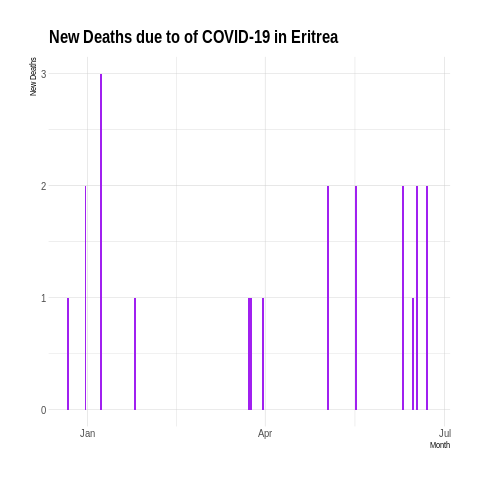 New Deaths due to of COVID-19 in Eritrea
New Deaths
3
2
1
0
Jan
Apr
Jul
Month